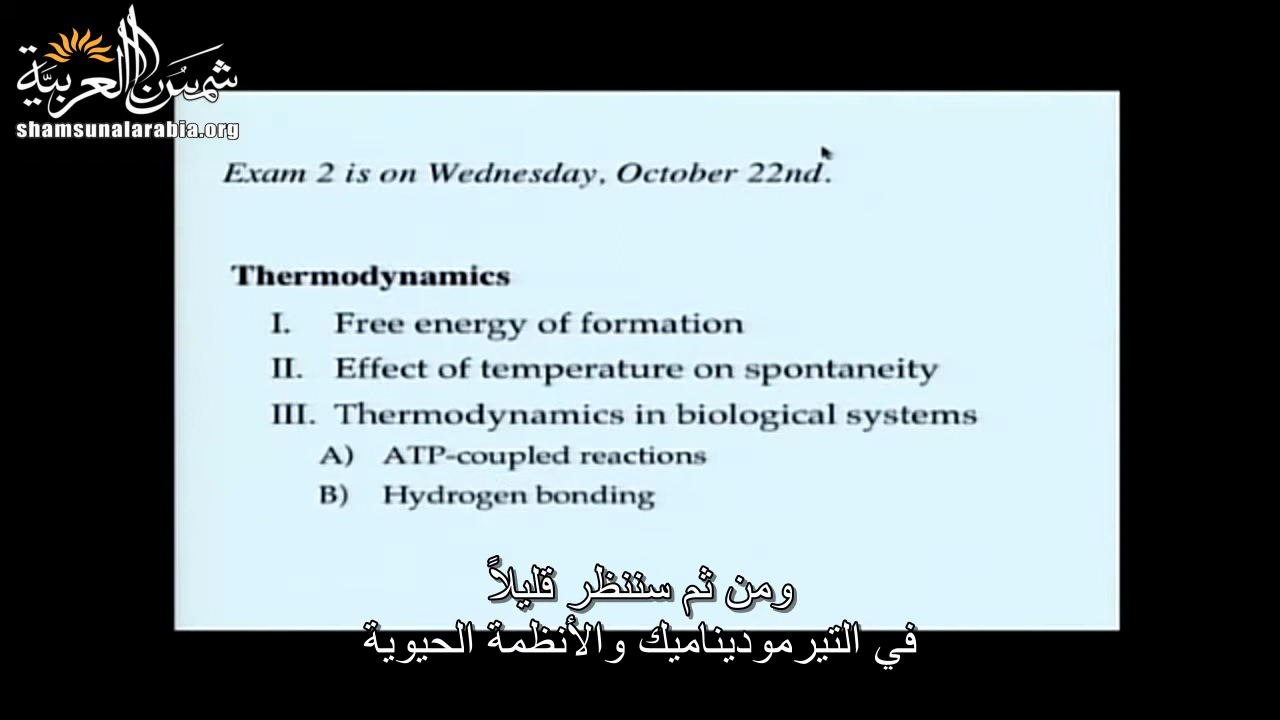 شمسُ العربيّة
shamsunalarabia.org
Exam 2 is on Wednesday, October 22nd.
Thermodynamics
I. Free energy of formation
II. Effect of temperature on spontaneity
III. Thermodynamics in biological systems
A) ATP-coupled reactions
B) Hydrogen bonding
ومن ثم سننظر قليلاً
في التيرموديناميك والأنظمة الحيوية